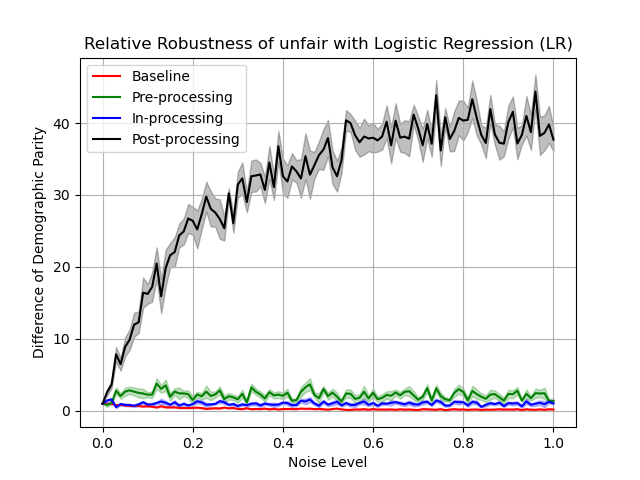 Relative Robustness of unfair with Logistic Regression (LR)
Baseline
Pre-processing
In-processing
Post-processing
Difference of Demographic Parity
40
30
20
10
0
0.0 0.2 0.4 0.6 0.8 1.0
Noise Level